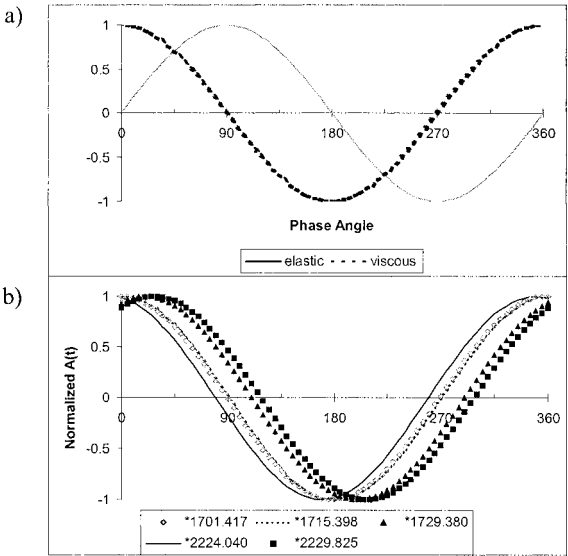 a)
1
0.5
0
-0.5
-1
0 90 180 270 360
Phase Angle
elastic viscous
b)
Normalized A(t)
1
0.5
0
-0.5
-1
0 90 180 270 360
*1701.417 *1715.398 *1729.380
*2224.040 *2229.825